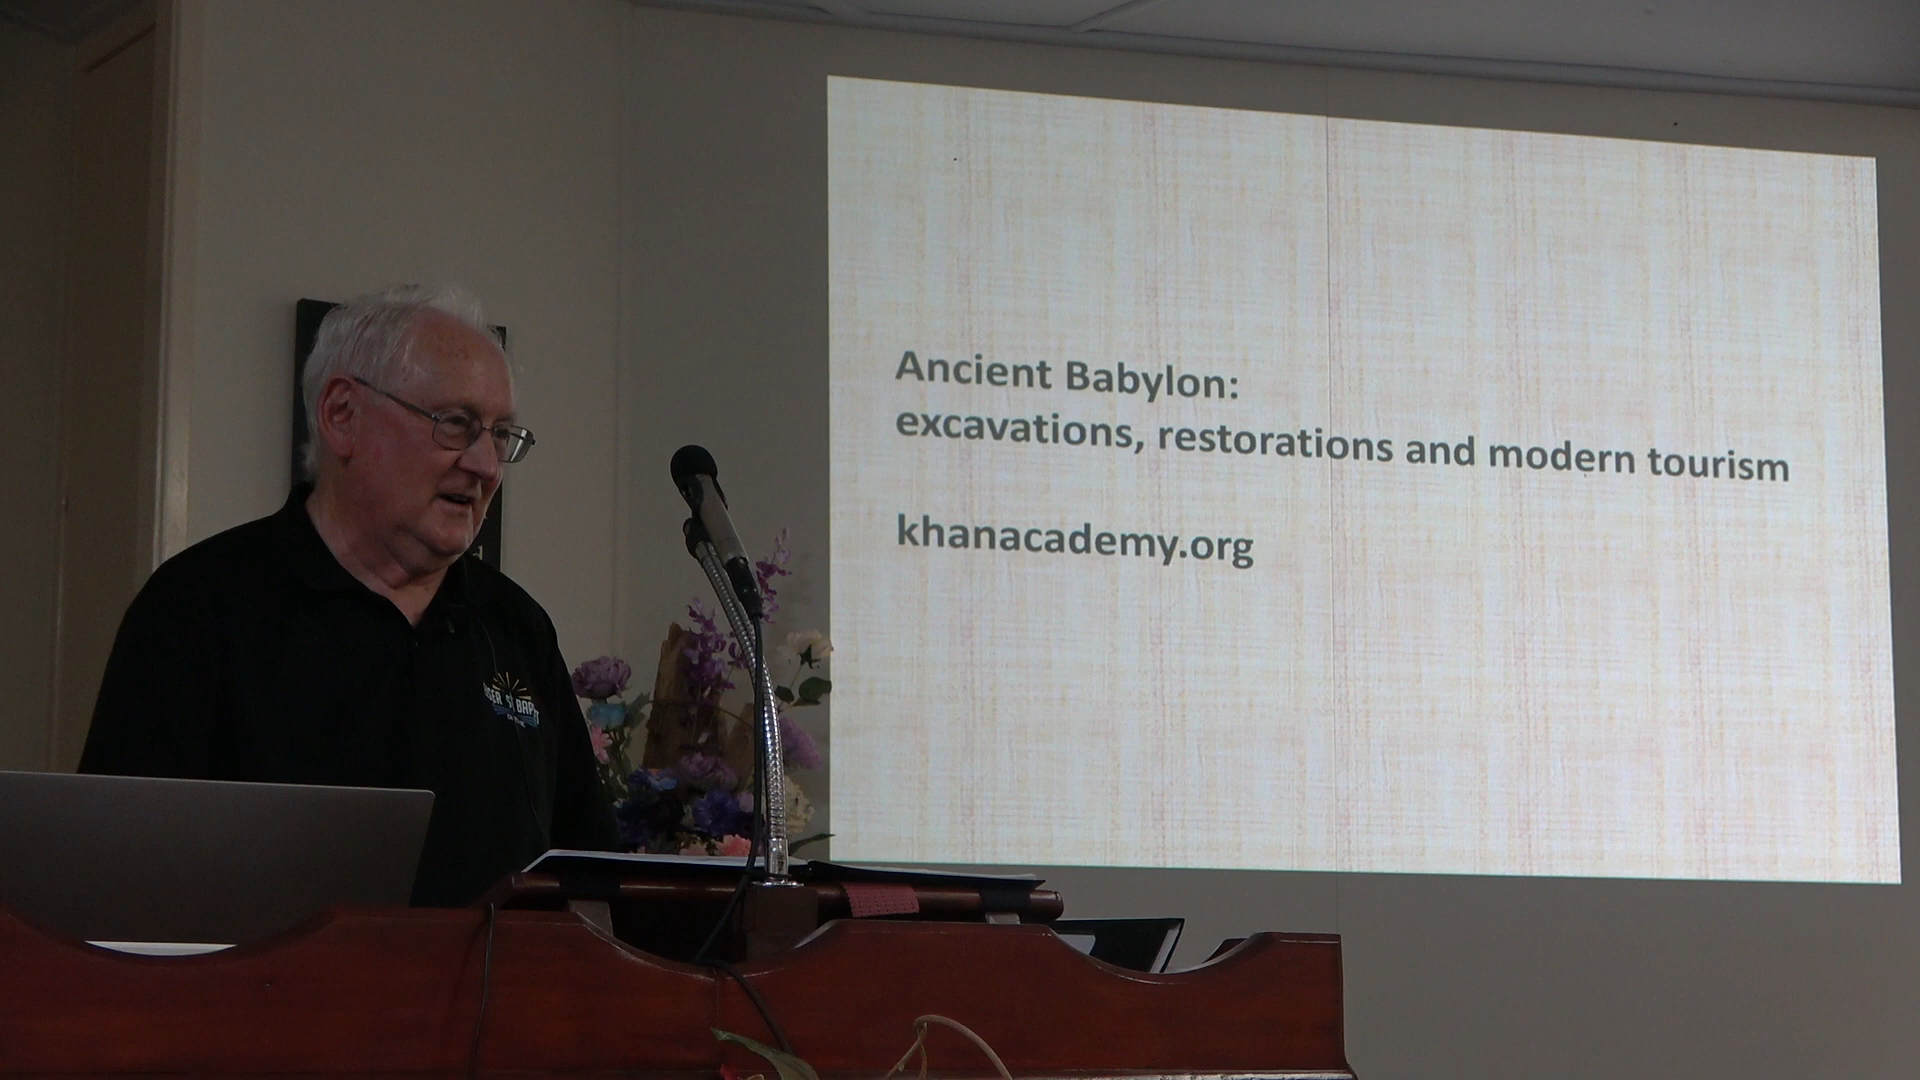 Ancient Babylon:
excavations, restorations and modern tourism
khanacademy.org